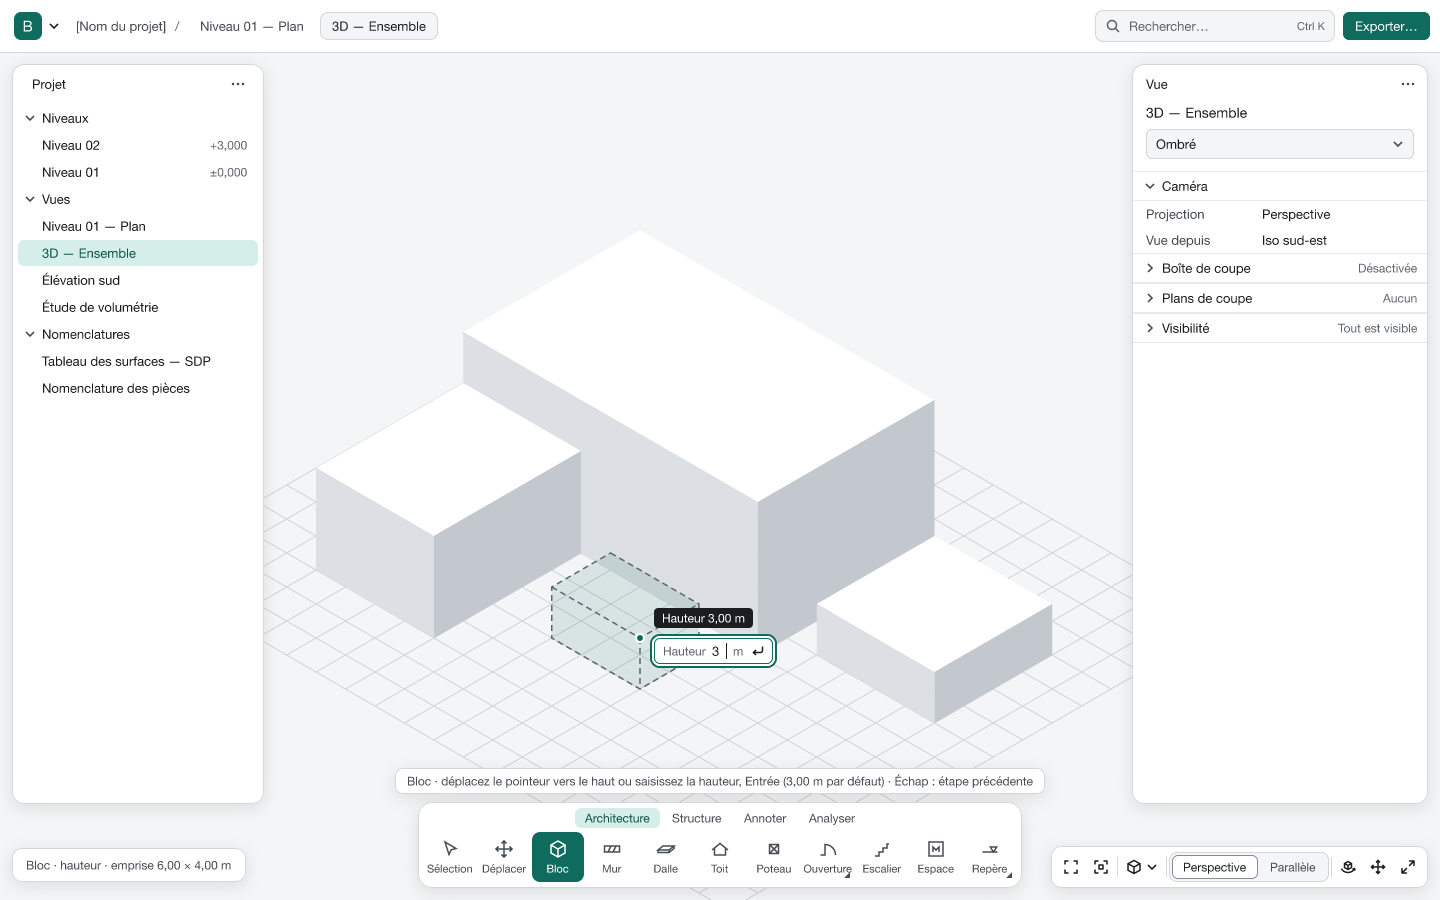 B [Nom du projet] / Niveau 01 — Plan 3D — Ensemble Rechercher… Ctrl K Exporter…
Projet
Niveaux
Niveau 02 +3,000
Niveau 01 ±0,000
Vues
Niveau 01 — Plan
3D — Ensemble
Élévation sud
Étude de volumétrie
Nomenclatures
Tableau des surfaces — SDP
Nomenclature des pièces
Vue
3D — Ensemble
Ombré
Caméra
Projection Perspective
Vue depuis Iso sud-est
Boîte de coupe Désactivée
Plans de coupe Aucun
Visibilité Tout est visible
Hauteur 3,00 m
Hauteur 3 m
Bloc · déplacez le pointeur vers le haut ou saisissez la hauteur, Entrée (3,00 m par défaut) · Échap : étape précédente
Architecture Structure Annoter Analyser
Sélection Déplacer Bloc Mur Dalle Toit Poteau Ouverture Escalier Espace Repère
Bloc · hauteur · emprise 6,00 × 4,00 m
Perspective Parallèle